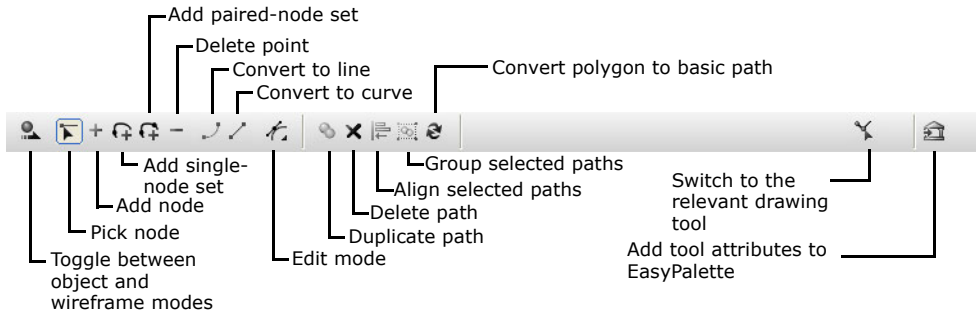 Add paired-node set
Delete point
Convert to line
Convert polygon to basic path
Convert to curve
Add single-
node set
Group selected paths
Align selected paths
Add node
Delete path
Pick node
Duplicate path
Toggle between
object and
wireframe modes
Edit mode
Switch to the
relevant drawing
tool
Add tool attributes to
EasyPalette